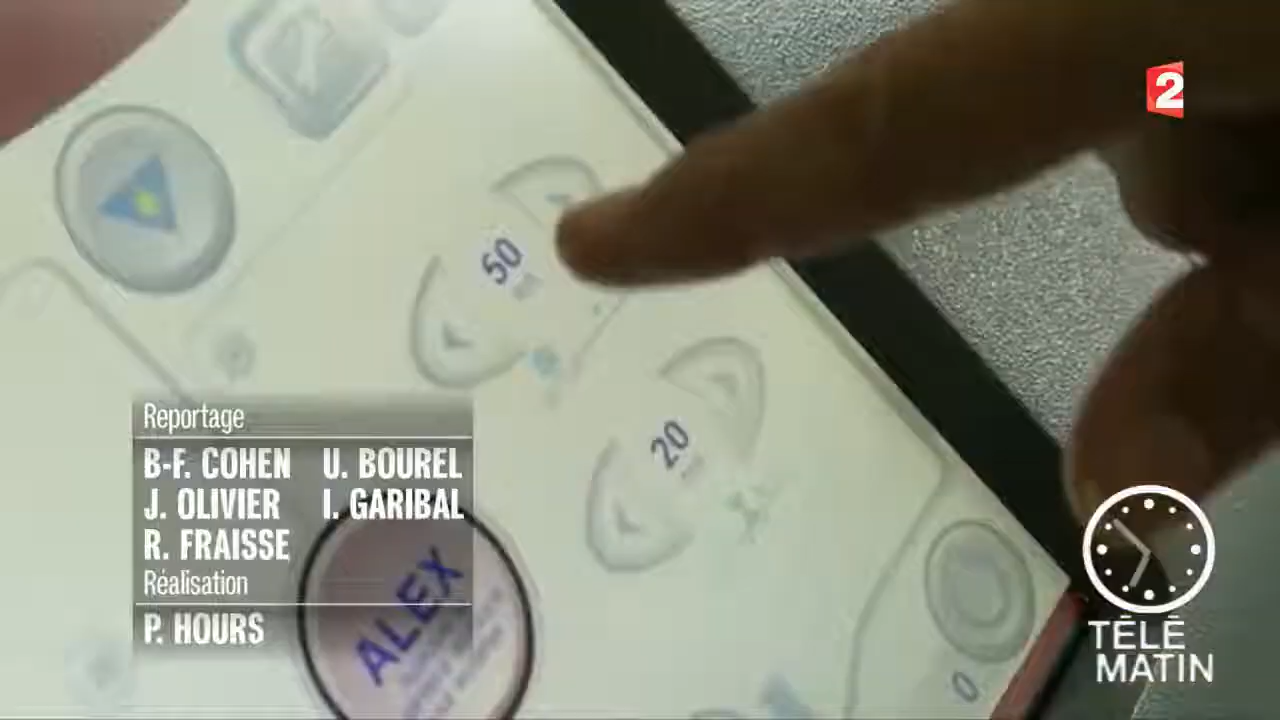 2
50
20
Reportage
B-F. COHEN U. BOUREL
J. OLIVIER I. GARIBAL
R. FRAISSE
Réalisation
P. HOURS
ALEX
0
TÉLÉ
MATIN